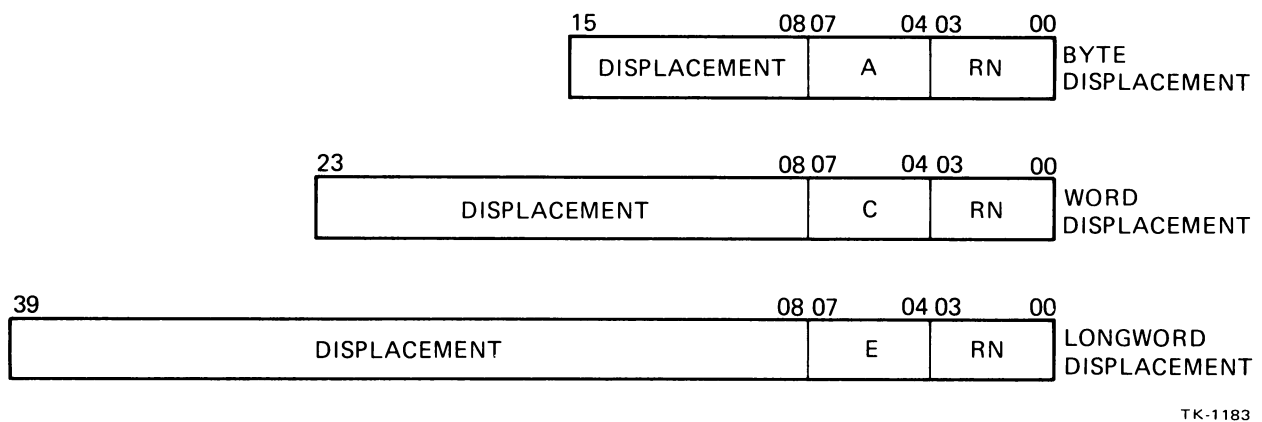 15 08 07 04 03 00
DISPLACEMENT A RN BYTE DISPLACEMENT
23 08 07 04 03 00
DISPLACEMENT C RN WORD DISPLACEMENT
39 08 07 04 03 00
DISPLACEMENT E RN LONGWORD DISPLACEMENT
TK-1183